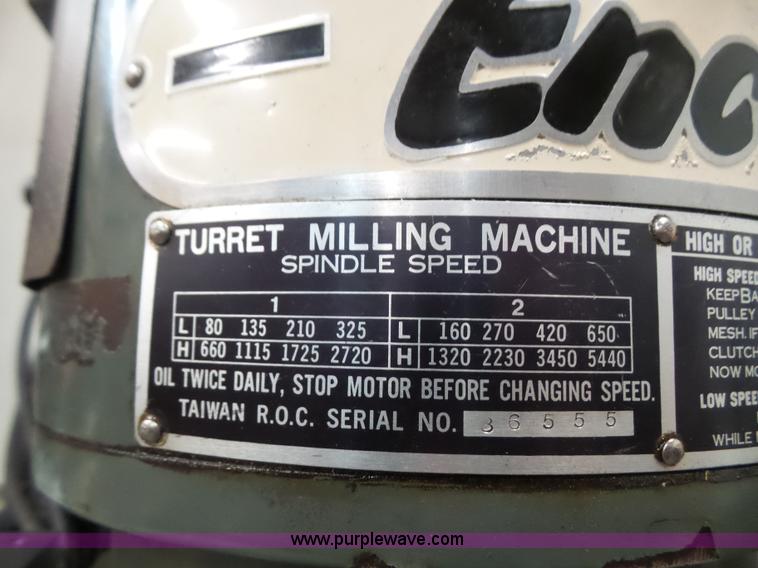 Enc
TURRET MILLING MACHINE
SPINDLE SPEED
1 2
L 80 135 210 325 L 160 270 420 650
H 660 1115 1725 2720 H 1320 2230 3450 5440
OIL TWICE DAILY, STOP MOTOR BEFORE CHANGING SPEED.
TAIWAN R.O.C. SERIAL NO. 36555
HIGH OR
HIGH SPEED
KEEP BA
PULLEY
MESH. IF
CLUTCH
NOW MO
LOW SPEE
WHILE
www.purplewave.com